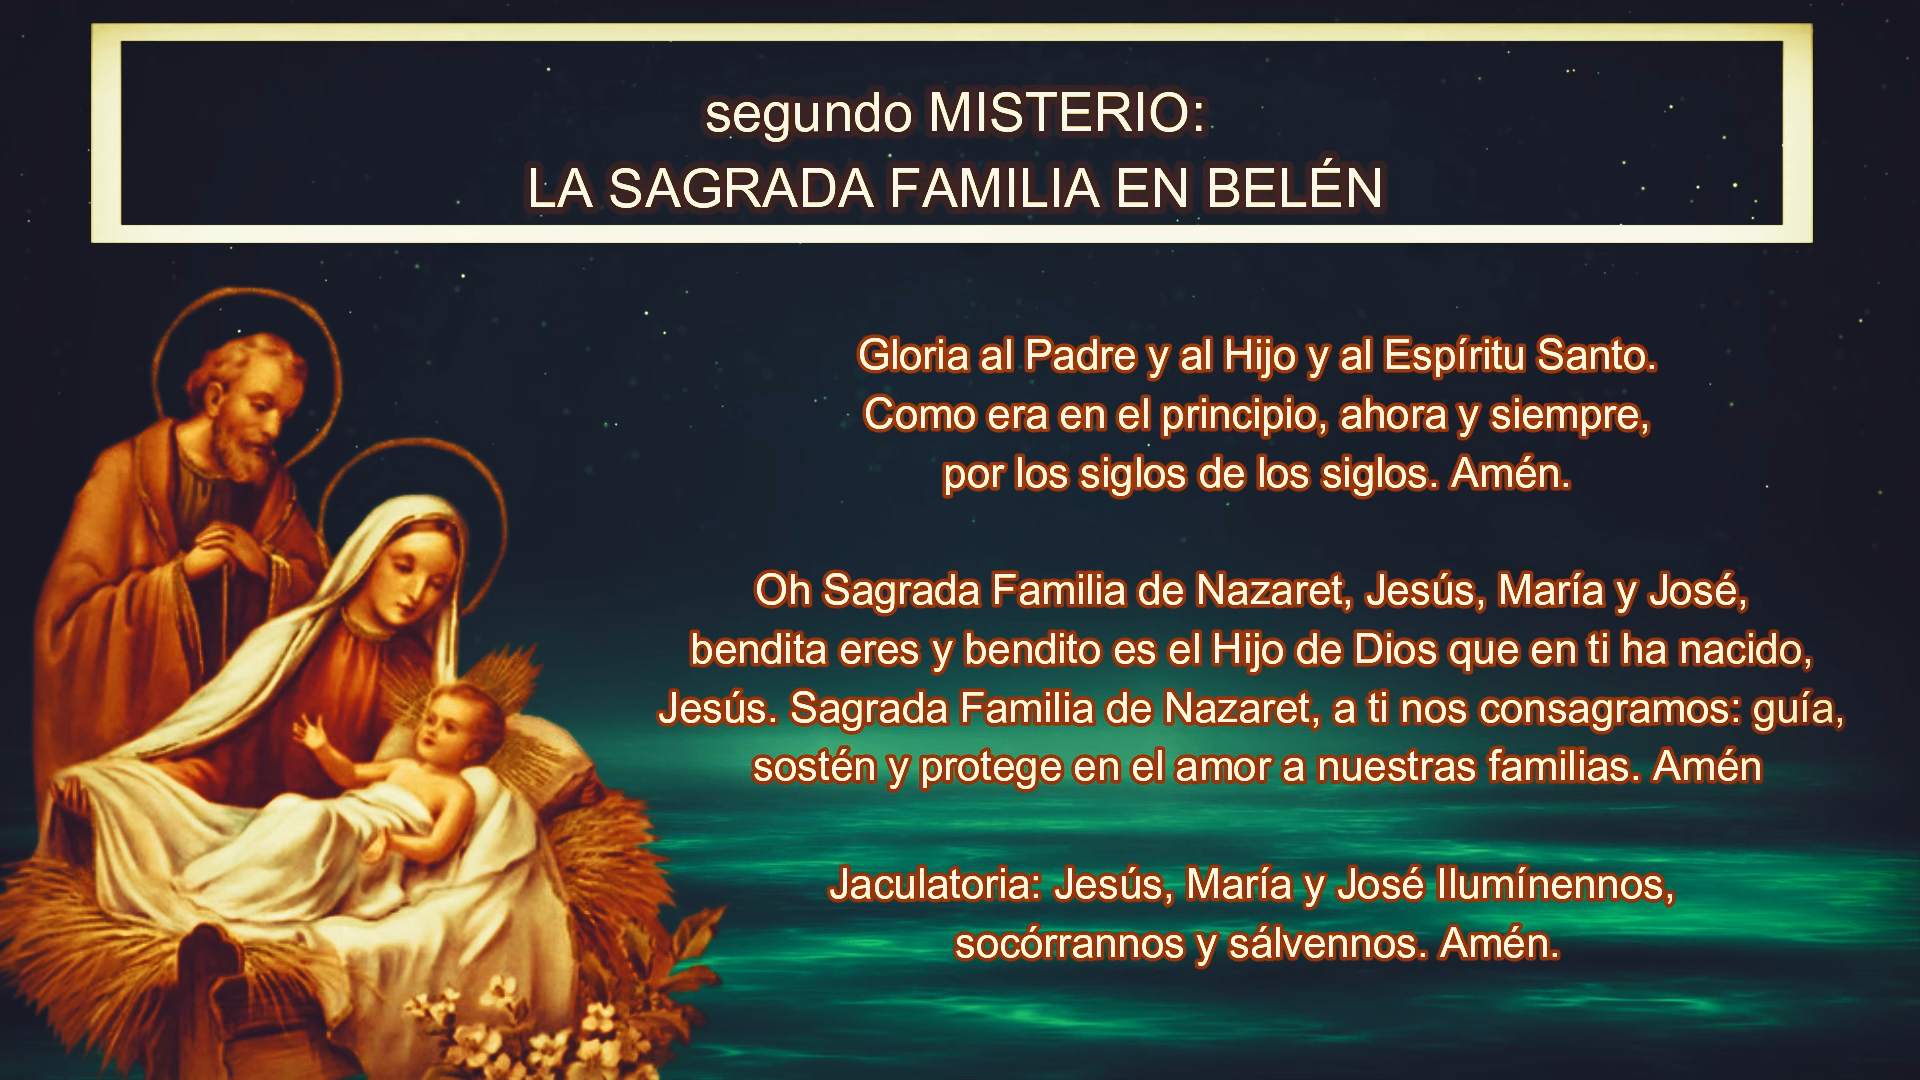 segundo MISTERIO:
LA SAGRADA FAMILIA EN BELÉN
Gloria al Padre y al Hijo y al Espíritu Santo.
Como era en el principio, ahora y siempre,
por los siglos de los siglos. Amén.
Oh Sagrada Familia de Nazaret, Jesús, María y José,
bendita eres y bendito es el Hijo de Dios que en ti ha nacido,
Jesús. Sagrada Familia de Nazaret, a ti nos consagramos: guía,
sostén y protege en el amor a nuestras familias. Amén
Jaculatoria: Jesús, María y José Ilumínennos,
socórrannos y sálvennos. Amén.